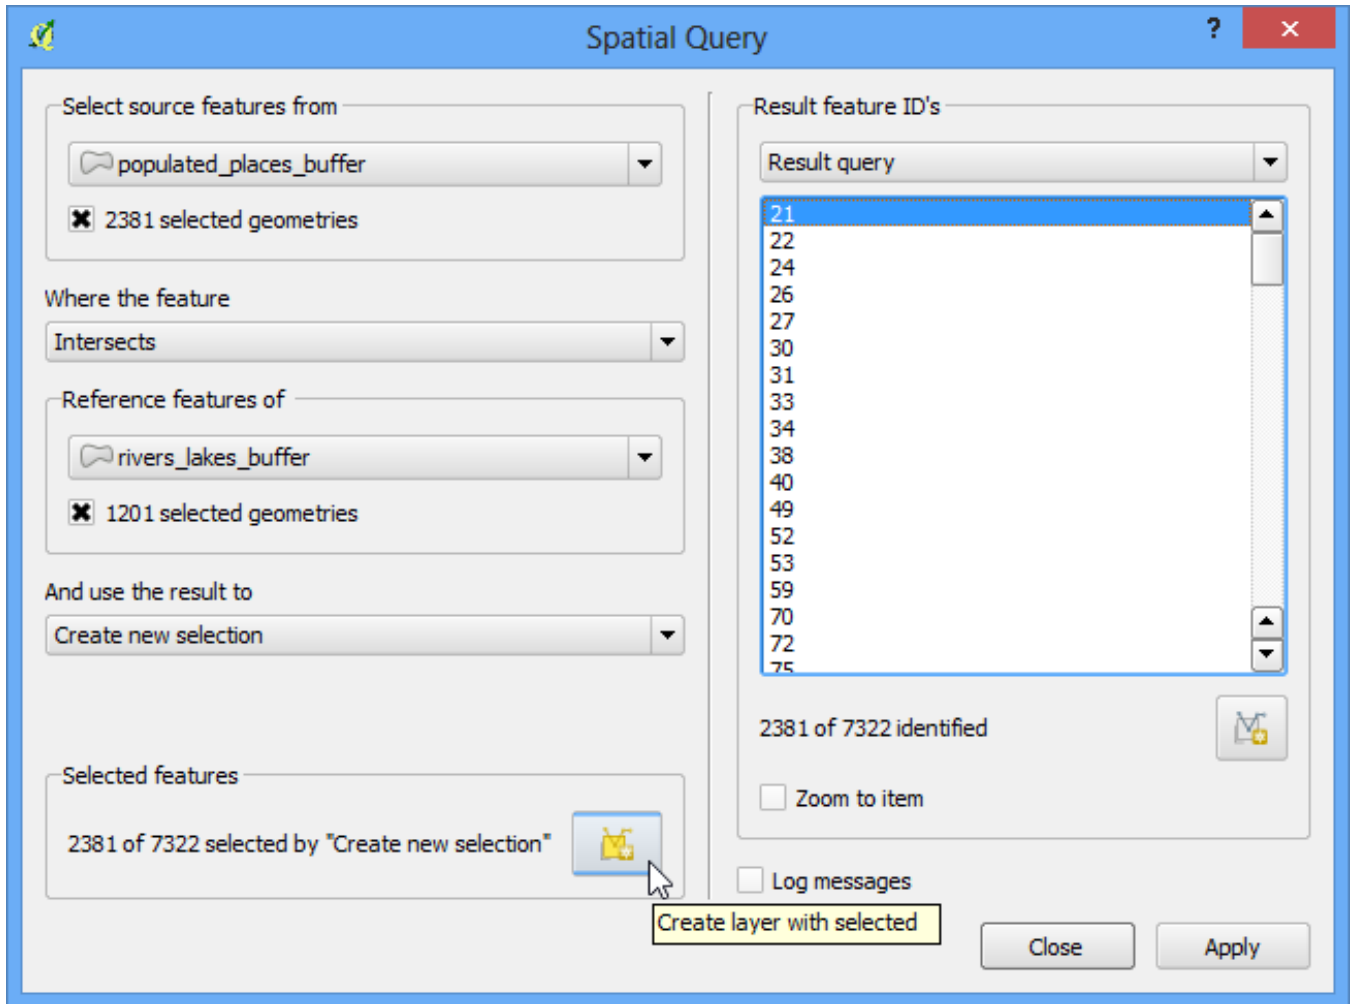 Spatial Query
?
Select source features from
populated_places_buffer
2381 selected geometries
Where the feature
Intersects
Reference features of
rivers_lakes_buffer
1201 selected geometries
And use the result to
Create new selection
Selected features
2381 of 7322 selected by "Create new selection"
Create layer with selected
Result feature ID's
Result query
21
22
24
26
27
30
31
33
34
38
40
49
52
53
59
70
72
75
2381 of 7322 identified
Zoom to item
Log messages
Close
Apply